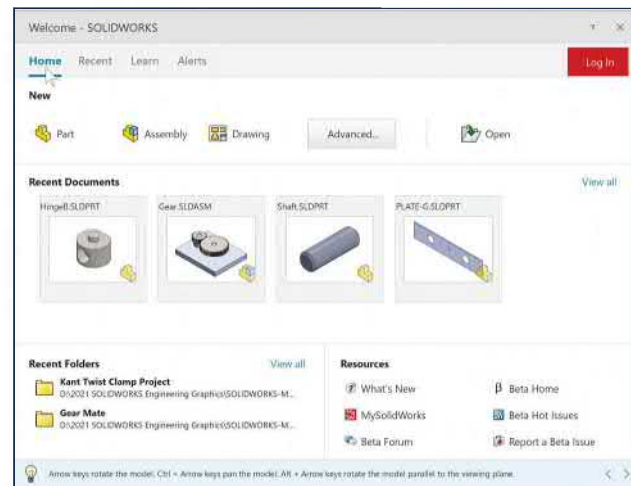 Welcome - SOLIDWORKS
Home Recent Learn Alerts
Log In
New
Part Assembly Drawing Advanced... Open
Recent Documents View all
HingeB.SLDPRT Gear.SLDASM Shaft.SLDPRT PLATE-G.SLDPRT
Recent Folders View all
Kant Twist Clamp Project
D:\2021 SOLIDWORKS Engineering Graphics\SOLIDWORKS-M...
Gear Mate
D:\2021 SOLIDWORKS Engineering Graphics\SOLIDWORKS-M...
Resources
What's New β Beta Home
MySolidWorks Beta Hot Issues
Beta Forum Report a Beta Issue
Arrow keys rotate the model. Ctrl + Arrow keys pan the model. Alt + Arrow keys rotate the model parallel to the viewing plane.